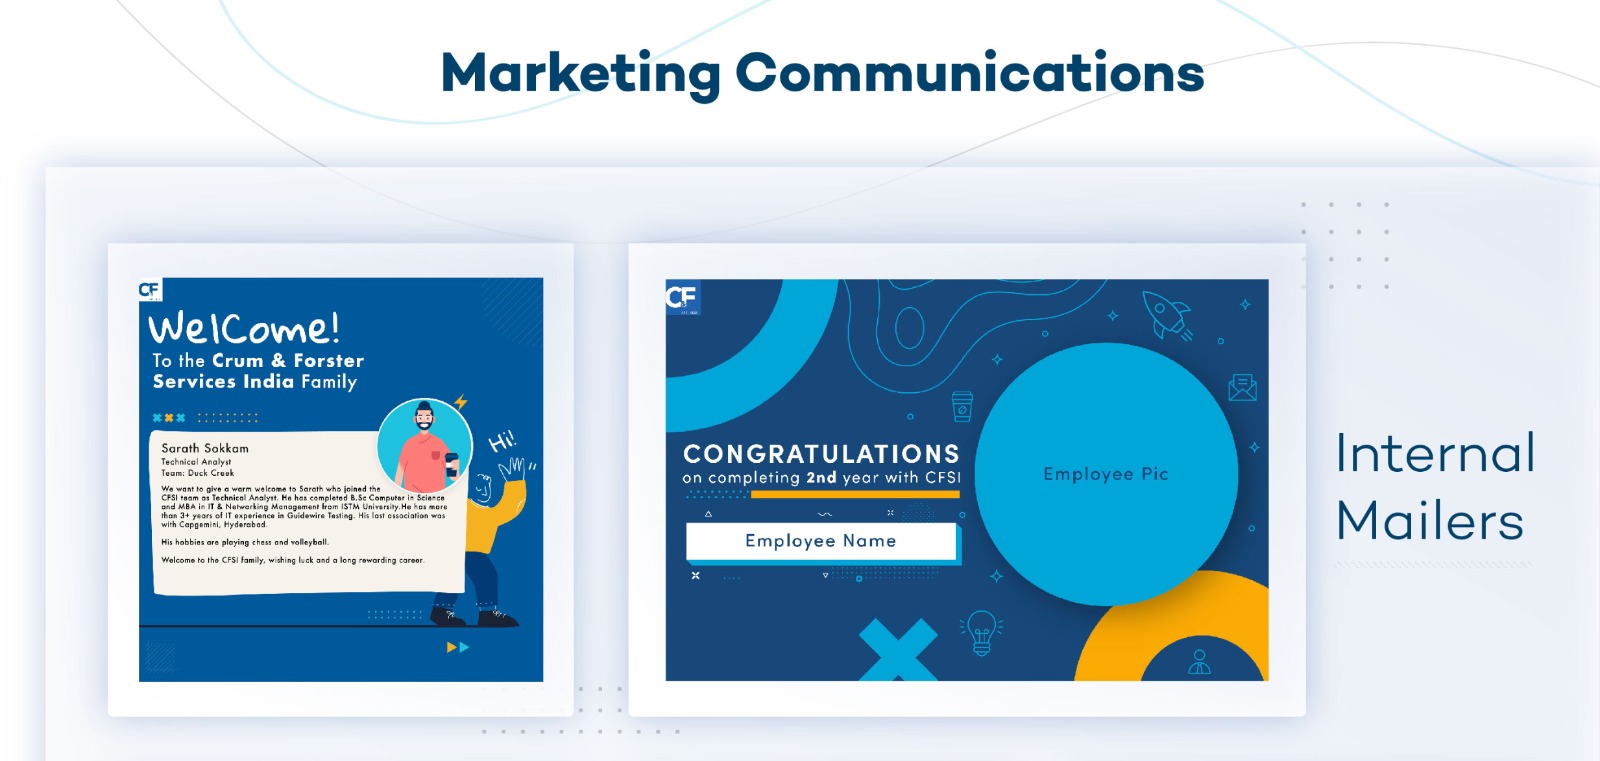 Marketing Communications
CF
WelCome!
To the Crum & Forster
Services India Family
Sarath Sokkam
Technical Analyst
Team: Duck Creek
Hi!
We want to give a warm welcome to Sarath who joined the
CFSI team as Technical Analyst. He has completed B.Sc Computer in Science
and MBA in IT & Networking Management from ISTM University.He has more
than 3+ years of IT experience in Guidewire Testing. His last association was
with Capgemini, Hyderabad.
His hobbies are playing chess and volleyball.
Welcome to the CFSI family, wishing luck and a long rewarding career.
CF
CONGRATULATIONS
on completing 2nd year with CFSI
Employee Name
Employee Pic
Internal
Mailers